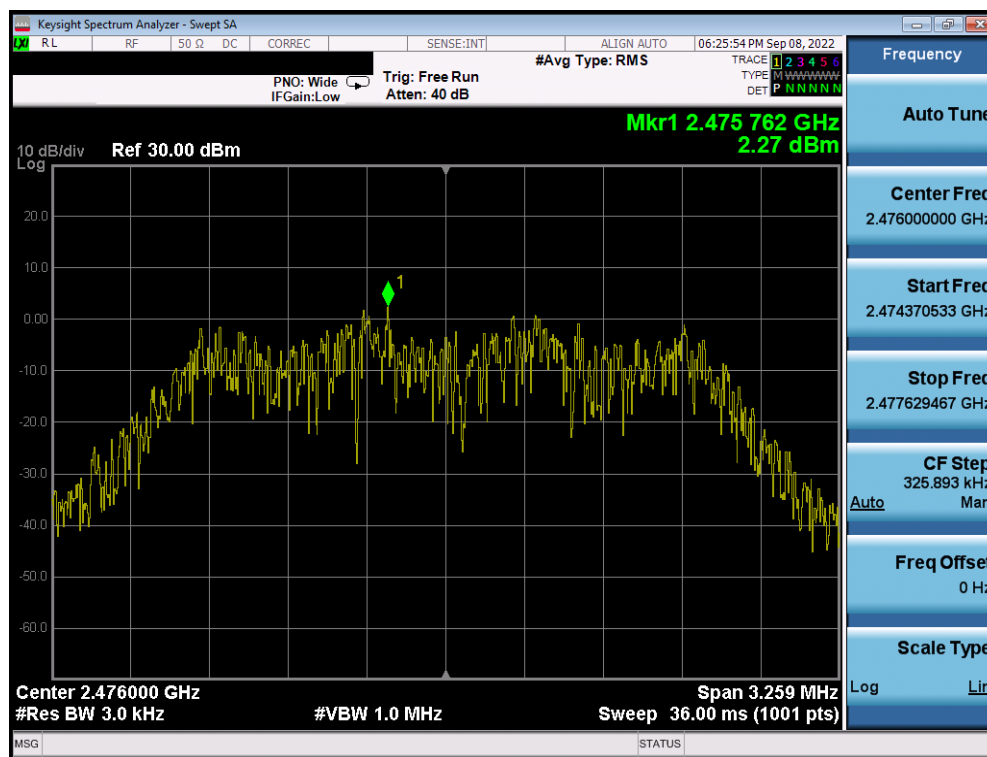 Keysight Spectrum Analyzer - Swept SA
LXI RL RF 50 Ω DC CORREC SENSE:INT ALIGN AUTO 06:25:54 PM Sep 08, 2022
#Avg Type: RMS TRACE 1 2 3 4 5 6
PNO: Wide Trig: Free Run TYPE M WWWWW
IFGain:Low Atten: 40 dB DET P N N N N N
Mkr1 2.475 762 GHz
10 dB/div Ref 30.00 dBm 2.27 dBm
Log
20.0
10.0
1
0.00
-10.0
-20.0
-30.0
-40.0
-50.0
-60.0
Center 2.476000 GHz Span 3.259 MHz
#Res BW 3.0 kHz #VBW 1.0 MHz Sweep 36.00 ms (1001 pts)
MSG STATUS
Frequency
Auto Tune
Center Freq
2.476000000 GHz
Start Freq
2.474370533 GHz
Stop Freq
2.477629467 GHz
CF Step
325.893 kHz
Auto Man
Freq Offset
0 Hz
Scale Type
Log Lin